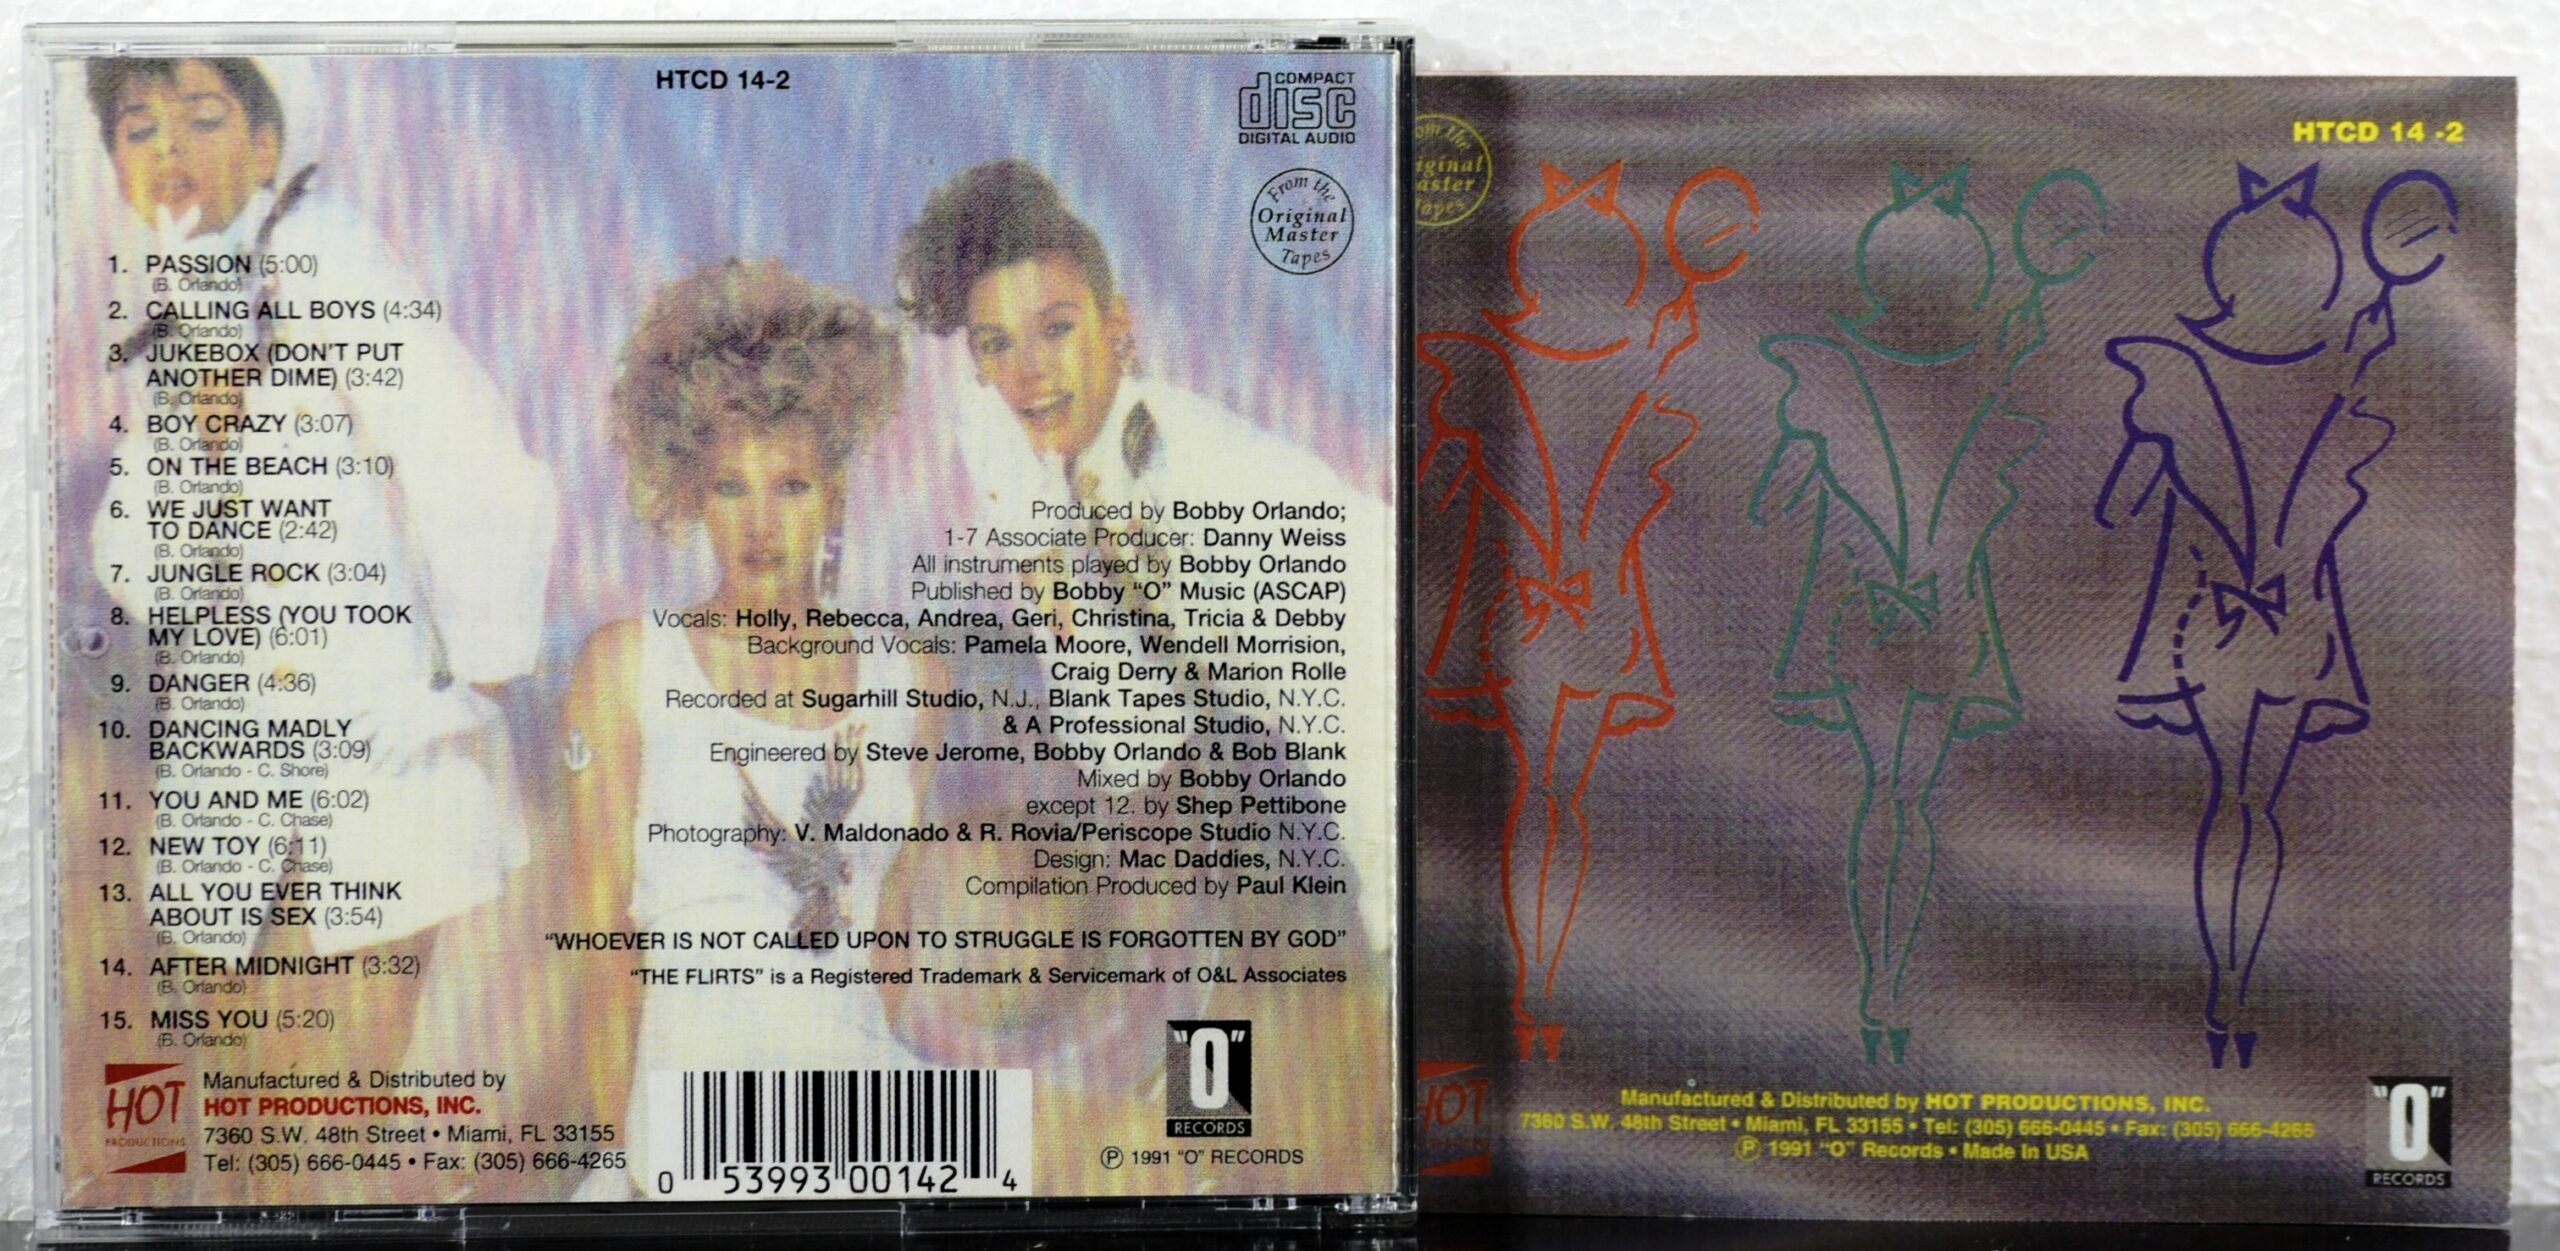 HTCD 14-2
COMPACT
disc
DIGITAL AUDIO
From the
Original
Master
Tapes
1. PASSION (5:00)
(B. Orlando)
2. CALLING ALL BOYS (4:34)
(B. Orlando)
3. JUKEBOX (DON'T PUT
ANOTHER DIME) (3:42)
(B. Orlando)
4. BOY CRAZY (3:07)
(B. Orlando)
5. ON THE BEACH (3:10)
(B. Orlando)
6. WE JUST WANT
TO DANCE (2:42)
(B. Orlando)
7. JUNGLE ROCK (3:04)
(B. Orlando)
8. HELPLESS (YOU TOOK
MY LOVE) (6:01)
(B. Orlando)
9. DANGER (4:36)
(B. Orlando)
10. DANCING MADLY
BACKWARDS (3:09)
(B. Orlando - C. Shore)
11. YOU AND ME (6:02)
(B. Orlando - C. Chase)
12. NEW TOY (6:11)
(B. Orlando - C. Chase)
13. ALL YOU EVER THINK
ABOUT IS SEX (3:54)
(B. Orlando)
14. AFTER MIDNIGHT (3:32)
(B. Orlando)
15. MISS YOU (5:20)
(B. Orlando)
Produced by Bobby Orlando;
1-7 Associate Producer: Danny Weiss
All instruments played by Bobby Orlando
Published by Bobby "O" Music (ASCAP)
Vocals: Holly, Rebecca, Andrea, Geri, Christina, Tricia & Debby
Background Vocals: Pamela Moore, Wendell Morrision,
Craig Derry & Marion Rolle
Recorded at Sugarhill Studio, N.J., Blank Tapes Studio, N.Y.C.
& A Professional Studio, N.Y.C.
Engineered by Steve Jerome, Bobby Orlando & Bob Blank
Mixed by Bobby Orlando
except 12. by Shep Pettibone
Photography: V. Maldonado & R. Rovia/Periscope Studio N.Y.C.
Design: Mac Daddies, N.Y.C.
Compilation Produced by Paul Klein
"WHOEVER IS NOT CALLED UPON TO STRUGGLE IS FORGOTTEN BY GOD"
"THE FLIRTS" is a Registered Trademark & Servicemark of O&L Associates
HOT
PRODUCTIONS
Manufactured & Distributed by
HOT PRODUCTIONS, INC.
7360 S.W. 48th Street • Miami, FL 33155
Tel: (305) 666-0445 • Fax: (305) 666-4265
0 53993 00142 4
"O"
RECORDS
℗ 1991 "O" RECORDS
HTCD 14 -2
om the
iginal
aster
Tapes
HOT
Manufactured & Distributed by HOT PRODUCTIONS, INC.
7360 S.W. 48th Street • Miami, FL 33155 • Tel: (305) 666-0445 • Fax: (305) 666-4265
℗ 1991 "O" Records • Made In USA
"O"
RECORDS